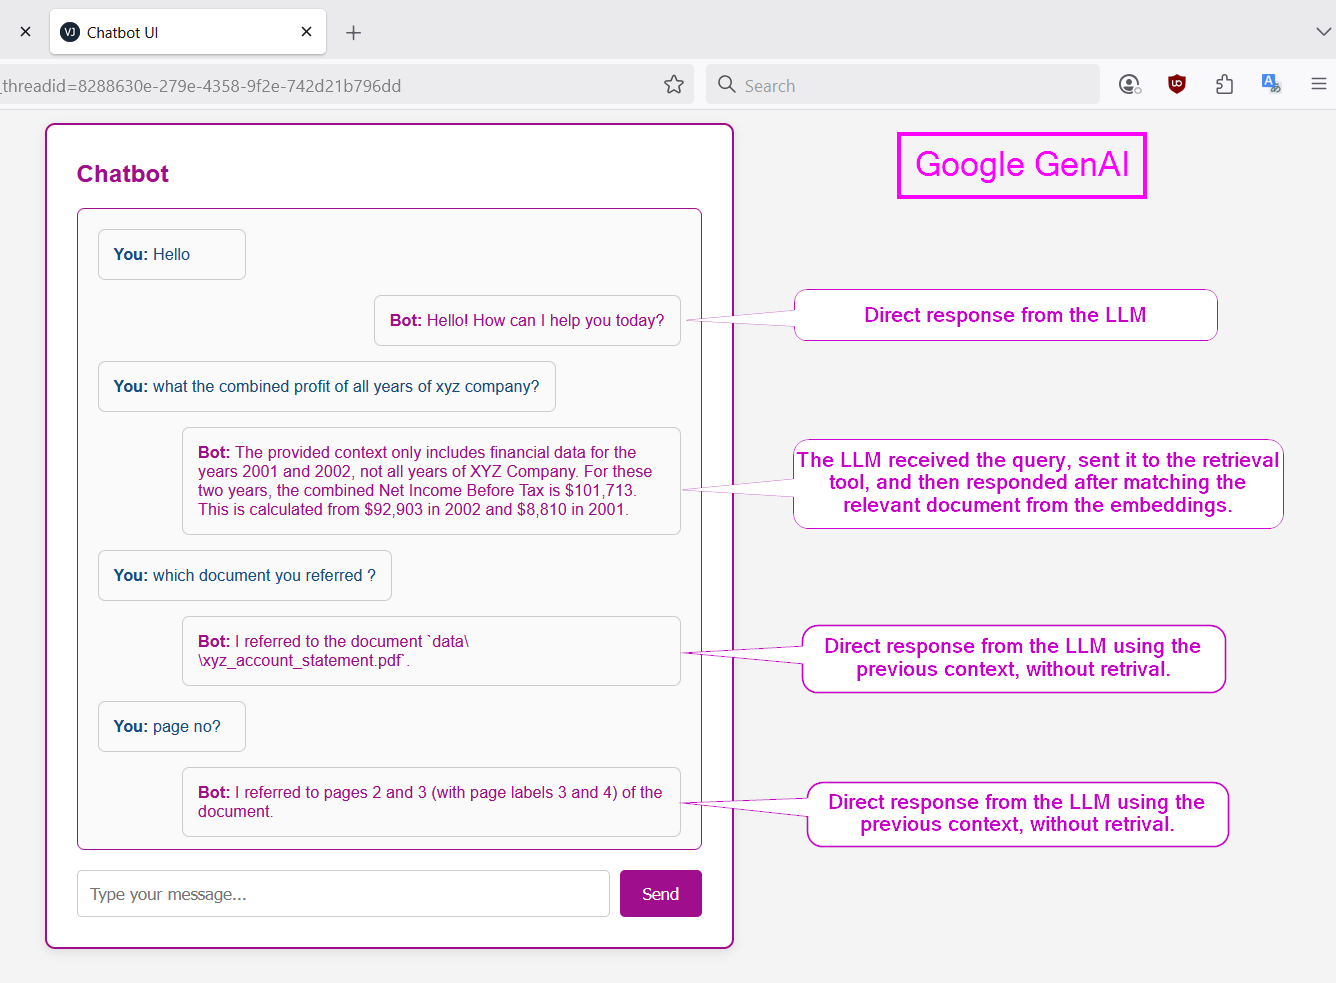 VJ Chatbot UI
_threadid=8288630e-279e-4358-9f2e-742d21b796dd
Search
Chatbot
Google GenAI
You: Hello
Bot: Hello! How can I help you today?
Direct response from the LLM
You: what the combined profit of all years of xyz company?
Bot: The provided context only includes financial data for the
years 2001 and 2002, not all years of XYZ Company. For these
two years, the combined Net Income Before Tax is $101,713.
This is calculated from $92,903 in 2002 and $8,810 in 2001.
The LLM received the query, sent it to the retrieval
tool, and then responded after matching the
relevant document from the embeddings.
You: which document you referred ?
Bot: I referred to the document `data\
\xyz_account_statement.pdf`.
Direct response from the LLM using the
previous context, without retrival.
You: page no?
Bot: I referred to pages 2 and 3 (with page labels 3 and 4) of the
document.
Direct response from the LLM using the
previous context, without retrival.
Type your message...
Send